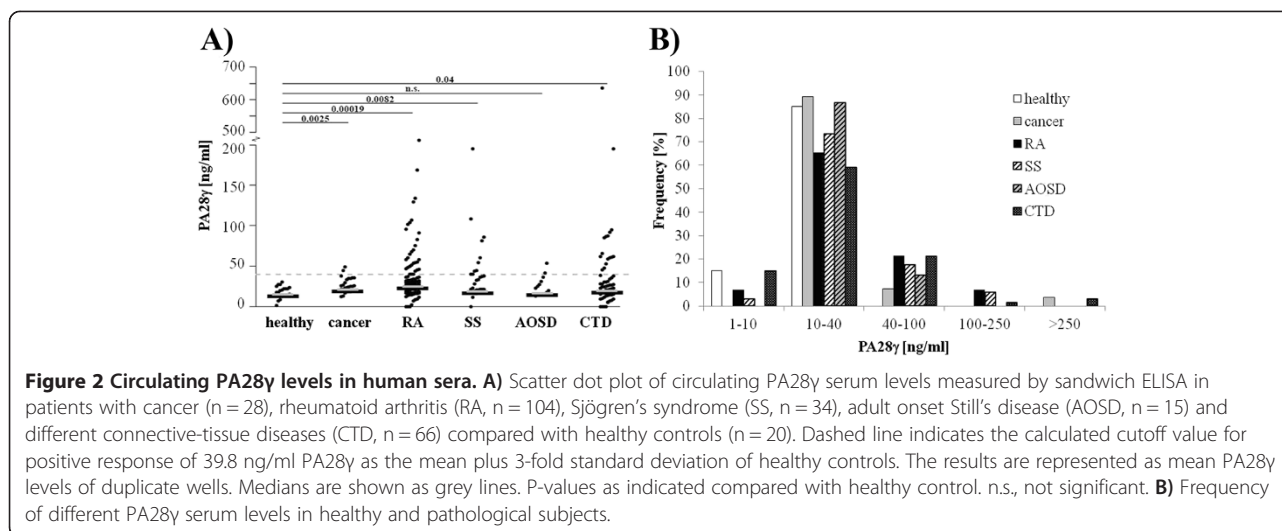 A)
700
600
500
200
150
100
50
0
PA28γ [ng/ml]
0.04
n.s.
0.0082
0.00019
0.0025
healthy cancer RA SS AOSD CTD
B)
100
90
80
70
60
50
40
30
20
10
0
Frequency [%]
healthy
cancer
RA
SS
AOSD
CTD
1-10 10-40 40-100 100-250 >250
PA28γ [ng/ml]
Figure 2 Circulating PA28γ levels in human sera. A) Scatter dot plot of circulating PA28γ serum levels measured by sandwich ELISA in
patients with cancer (n = 28), rheumatoid arthritis (RA, n = 104), Sjögren's syndrome (SS, n = 34), adult onset Still's disease (AOSD, n = 15) and
different connective-tissue diseases (CTD, n = 66) compared with healthy controls (n = 20). Dashed line indicates the calculated cutoff value for
positive response of 39.8 ng/ml PA28γ as the mean plus 3-fold standard deviation of healthy controls. The results are represented as mean PA28γ
levels of duplicate wells. Medians are shown as grey lines. P-values as indicated compared with healthy control. n.s., not significant. B) Frequency
of different PA28γ serum levels in healthy and pathological subjects.